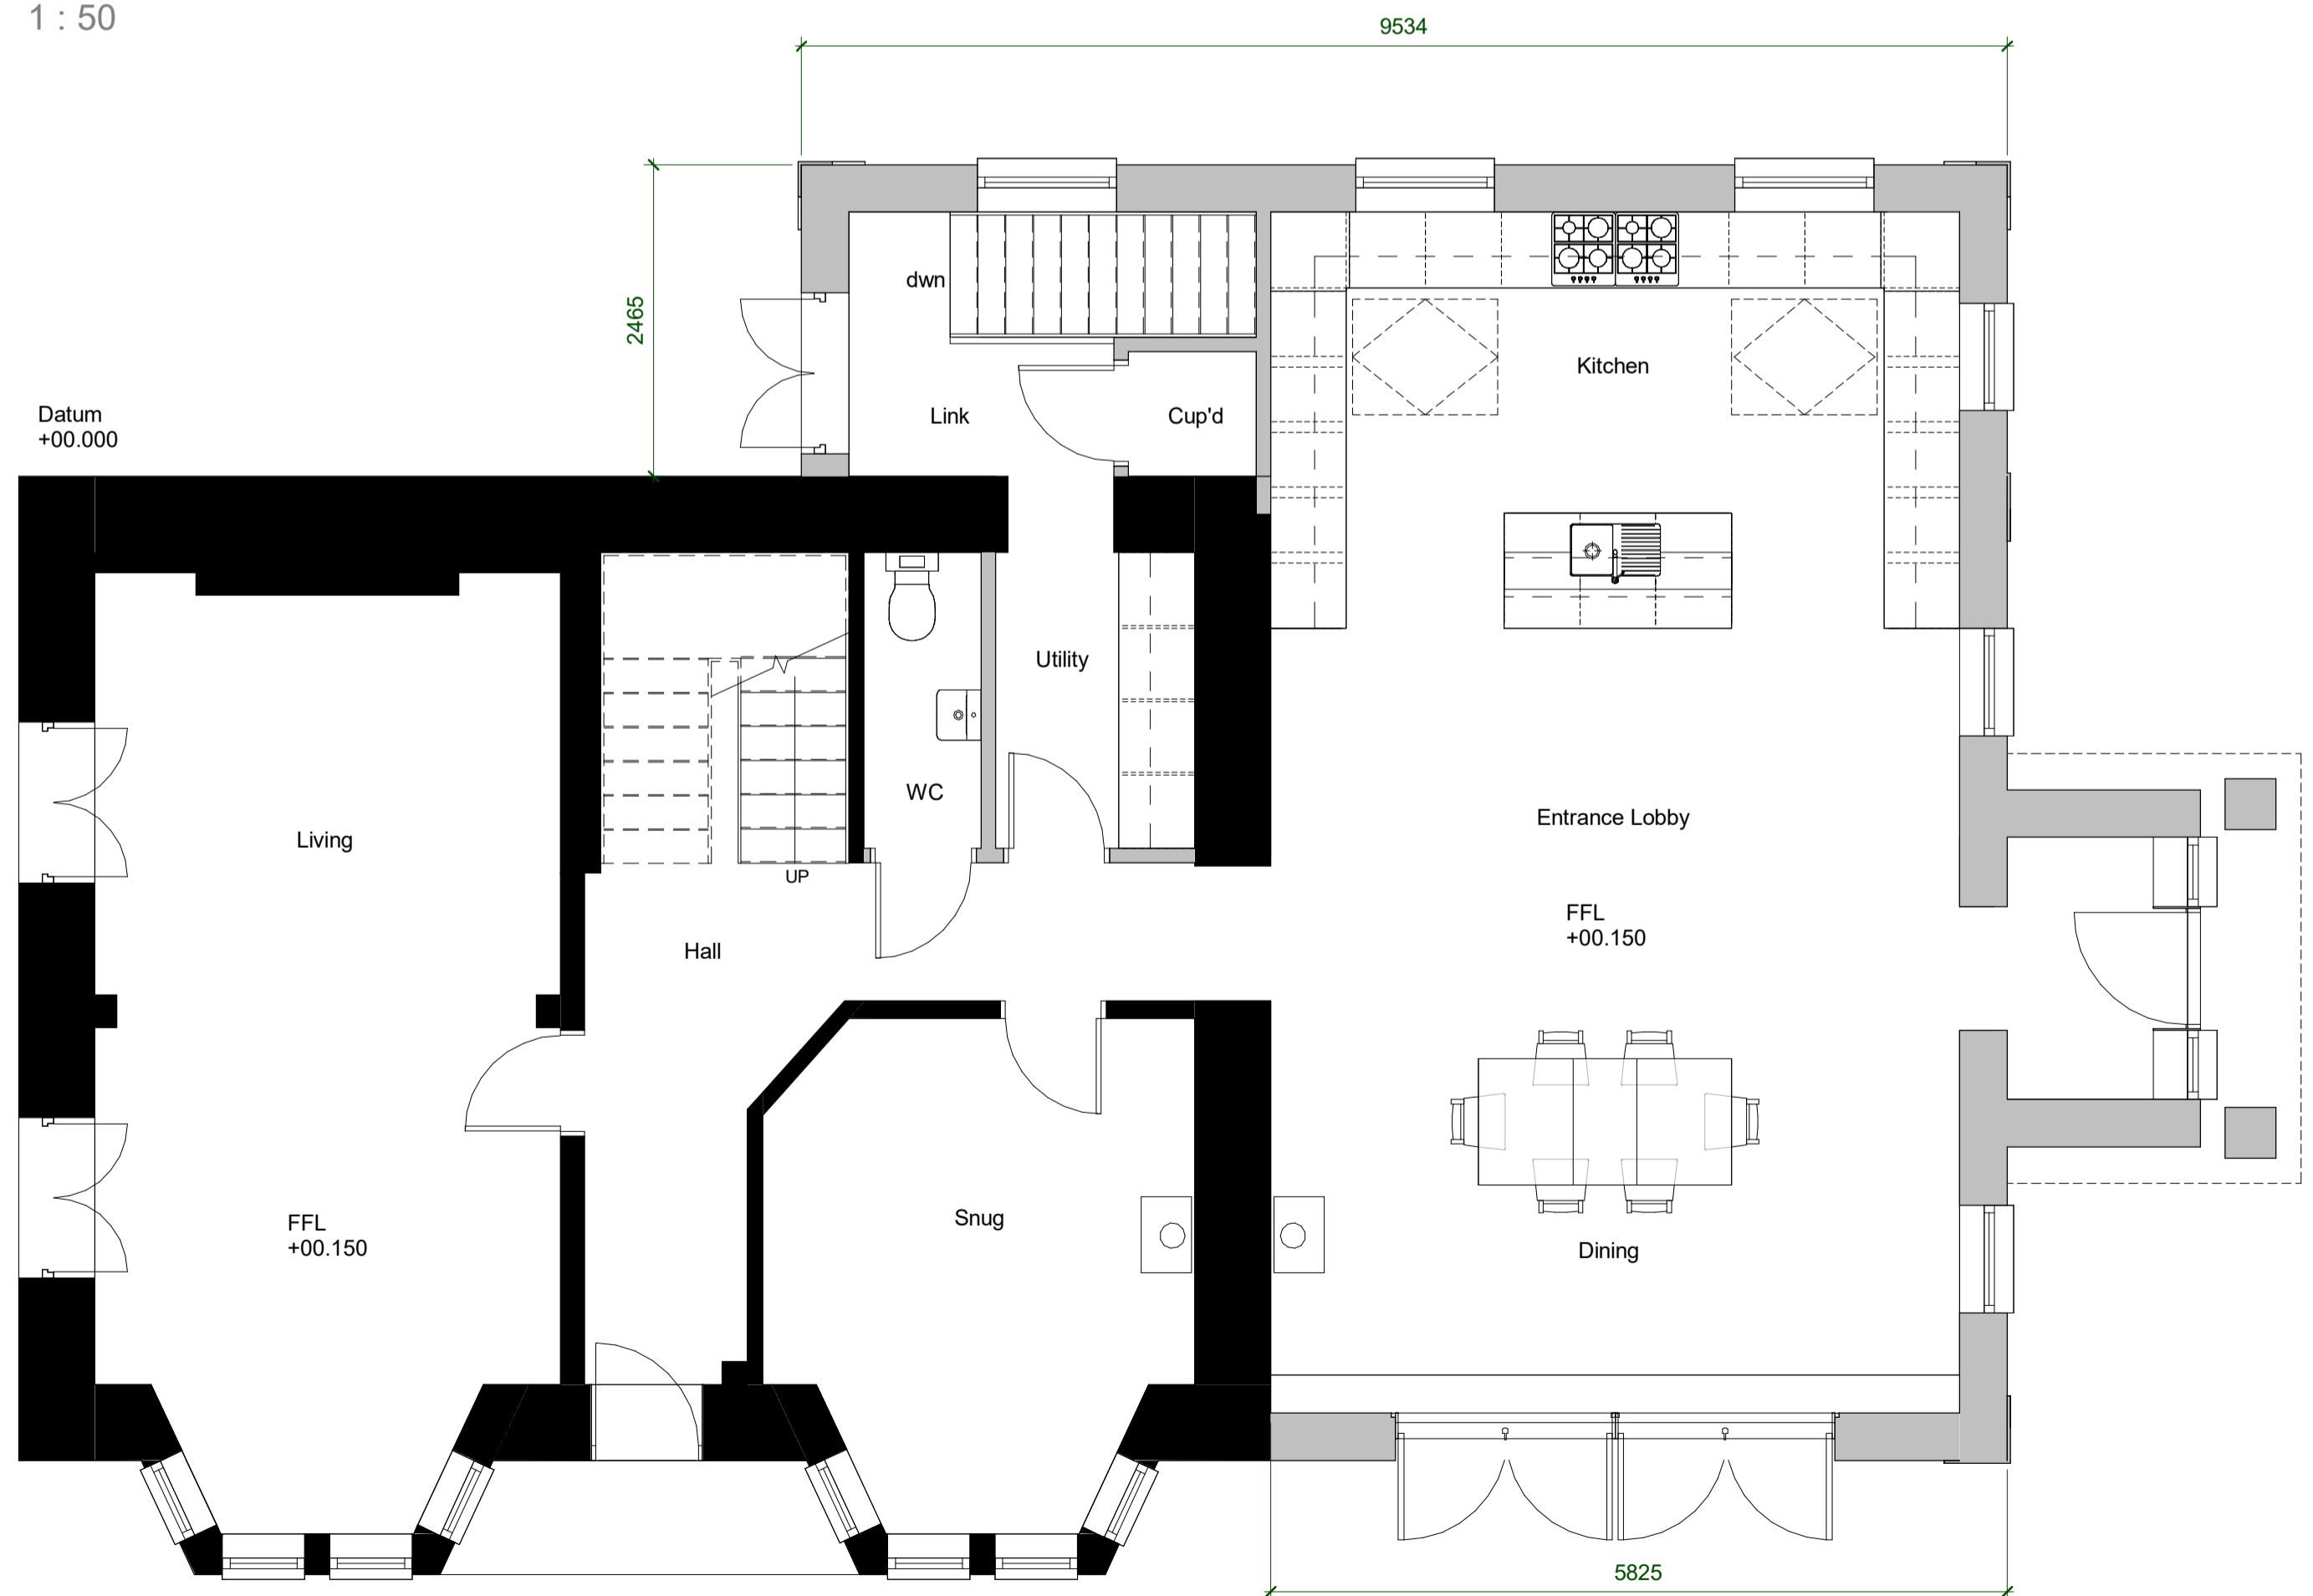 1 : 50
9534
2465
dwn
Kitchen
Link
Cup'd
Datum
+00.000
Utility
WC
Entrance Lobby
Living
UP
FFL
+00.150
Hall
Snug
FFL
+00.150
Dining
5825